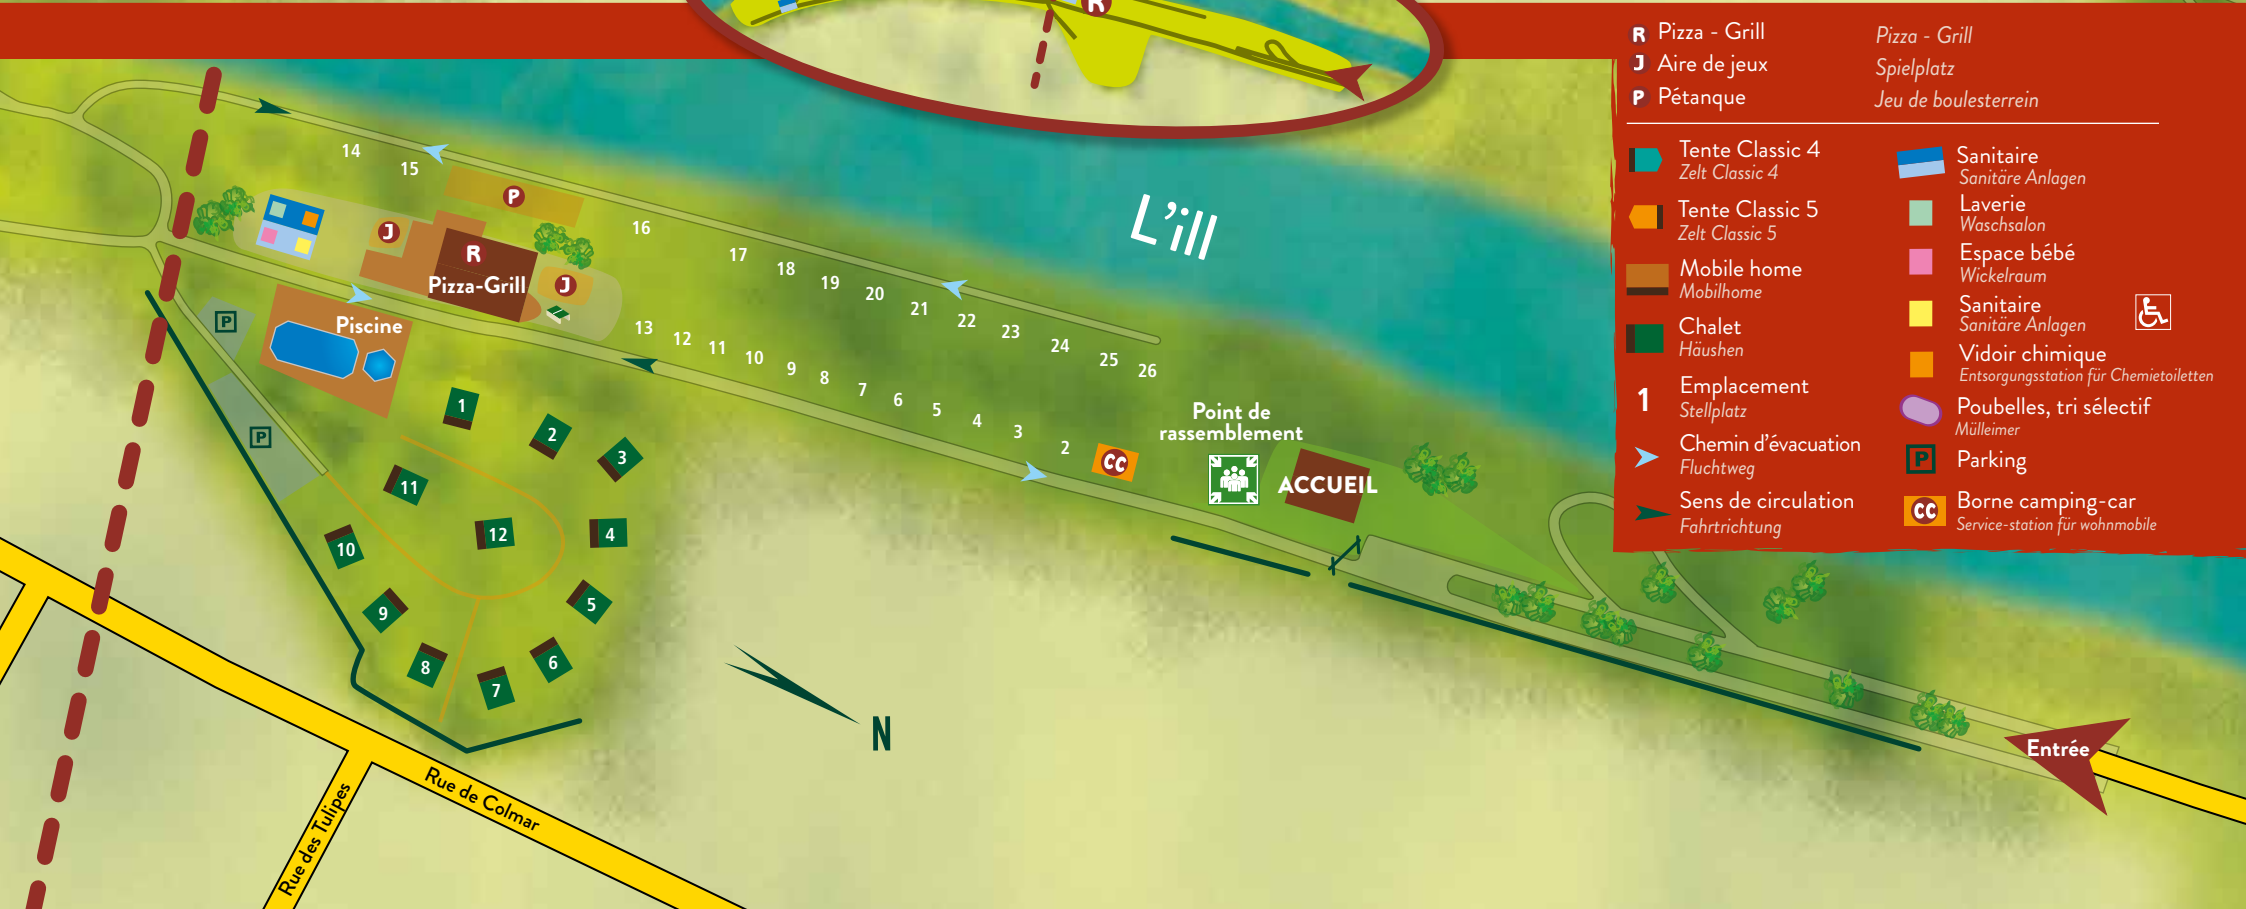 R
R Pizza - Grill Pizza - Grill
J Aire de jeux Spielplatz
P Pétanque Jeu de boulesterrein
Tente Classic 4
Zelt Classic 4
Tente Classic 5
Zelt Classic 5
Mobile home
Mobilhome
Chalet
Häushen
1 Emplacement
Stellplatz
Chemin d'évacuation
Fluchtweg
Sens de circulation
Fahrtrichtung
Sanitaire
Sanitäre Anlagen
Laverie
Waschsalon
Espace bébé
Wickelraum
Sanitaire
Sanitäre Anlagen
Vidoir chimique
Entsorgungsstation für Chemietoiletten
Poubelles, tri sélectif
Mülleimer
P Parking
CC Borne camping-car
Service-station für wohnmobile
L'ill
14
15
P
16
17
18
19
20
21
22
23
24
25
26
J
R
Pizza-Grill
J
P
Piscine
P
13
12
11
10
9
8
7
6
5
4
3
2
CC
Point de
rassemblement
ACCUEIL
1
2
3
11
12
4
10
5
9
6
8
7
N
Entrée
Rue de Colmar
Rue des Tulipes